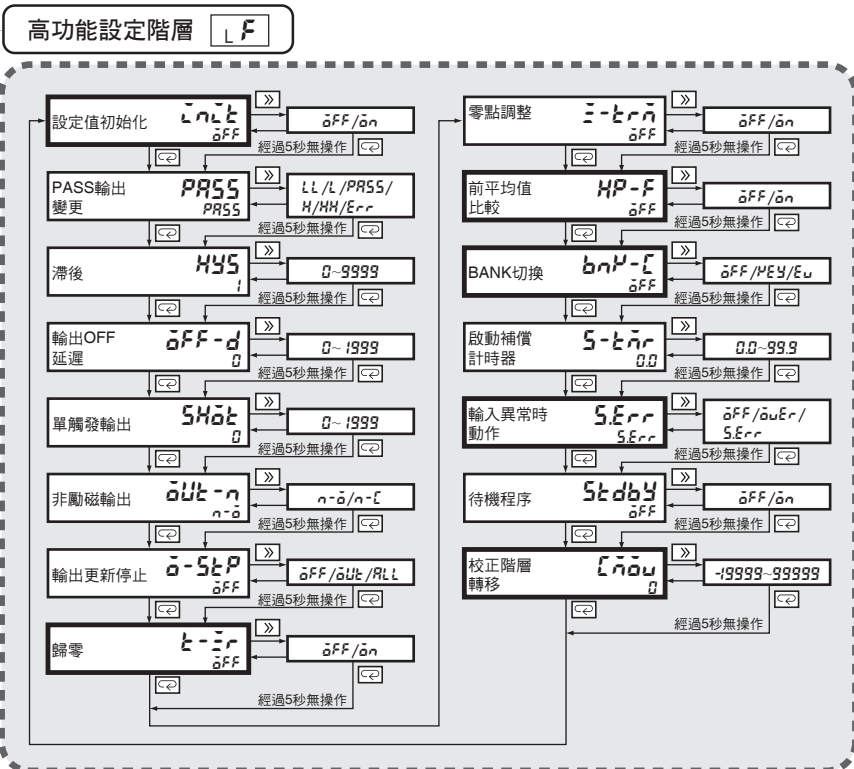 高功能設定階層 LF
設定值初始化 init
oFF
oFF/on
經過5秒無操作
PASS輸出
變更
PASS
PASS
LL/L/PASS/
H/HH/Err
經過5秒無操作
滯後 HYS
1
0~9999
經過5秒無操作
輸出OFF
延遲
oFF-d
0
0~1999
經過5秒無操作
單觸發輸出 SHot
0
0~1999
經過5秒無操作
非勵磁輸出 oUt-n
n-o
n-o/n-C
經過5秒無操作
輸出更新停止 o-StP
oFF
oFF/oUt/ALL
經過5秒無操作
歸零 t-Zr
oFF
oFF/on
經過5秒無操作
零點調整 Z-trm
oFF
oFF/on
經過5秒無操作
前平均值
比較
HP-F
oFF
oFF/on
經過5秒無操作
BANK切換 bnK-C
oFF
oFF/KEY/Ev
經過5秒無操作
啟動補償
計時器
S-tmr
0.0
0.0~99.9
經過5秒無操作
輸入異常時
動作
S.Err
S.Err
oFF/ovEr/
S.Err
經過5秒無操作
待機程序 Stdby
oFF
oFF/on
經過5秒無操作
校正階層
轉移
Cmov
0
-19999~99999
經過5秒無操作